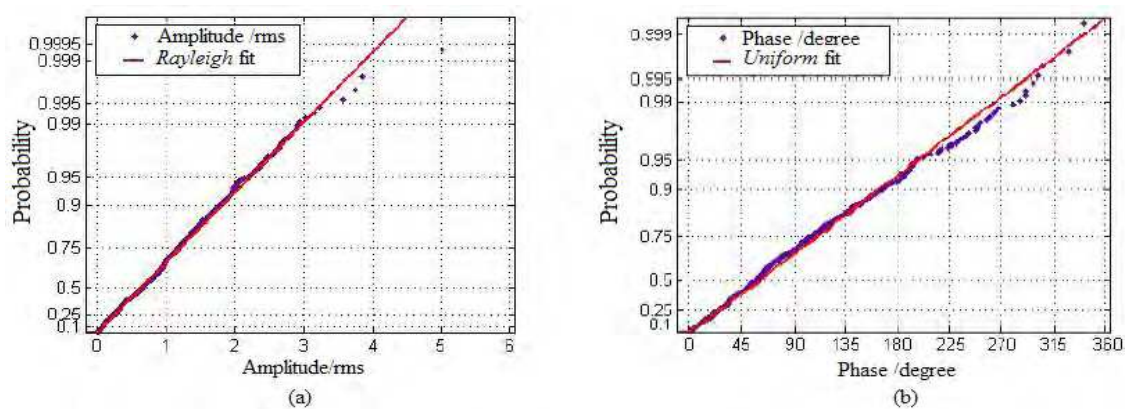 0.9995
0.999
0.995
0.99
0.95
0.9
0.75
0.5
0.25
0.1
Probability
Amplitude /rms
Rayleigh fit
0 1 2 3 4 5 6
Amplitude/rms
(a)
0.999
0.995
0.99
0.95
0.9
0.75
0.5
0.25
0.1
Probability
Phase /degree
Uniform fit
0 45 90 135 180 225 270 315 360
Phase /degree
(b)